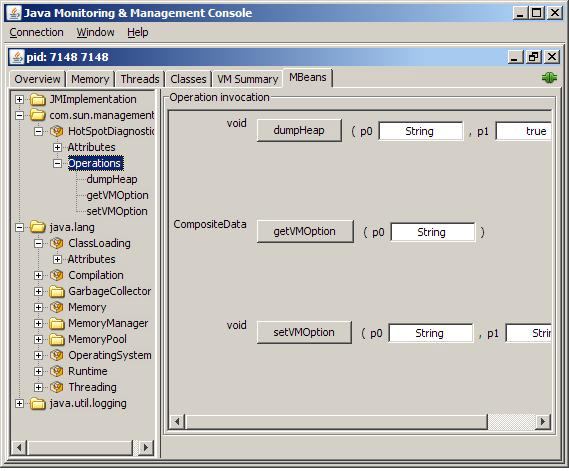 Java Monitoring & Management Console
Connection Window Help
pid: 7148 7148
Overview Memory Threads Classes VM Summary MBeans
JMImplementation
com.sun.management
HotSpotDiagnostic
Attributes
Operations
dumpHeap
getVMOption
setVMOption
java.lang
ClassLoading
Attributes
Compilation
GarbageCollector
Memory
MemoryManager
MemoryPool
OperatingSystem
Runtime
Threading
java.util.logging
Operation invocation
void dumpHeap ( p0 String , p1 true
CompositeData getVMOption ( p0 String )
void setVMOption ( p0 String , p1 Strin